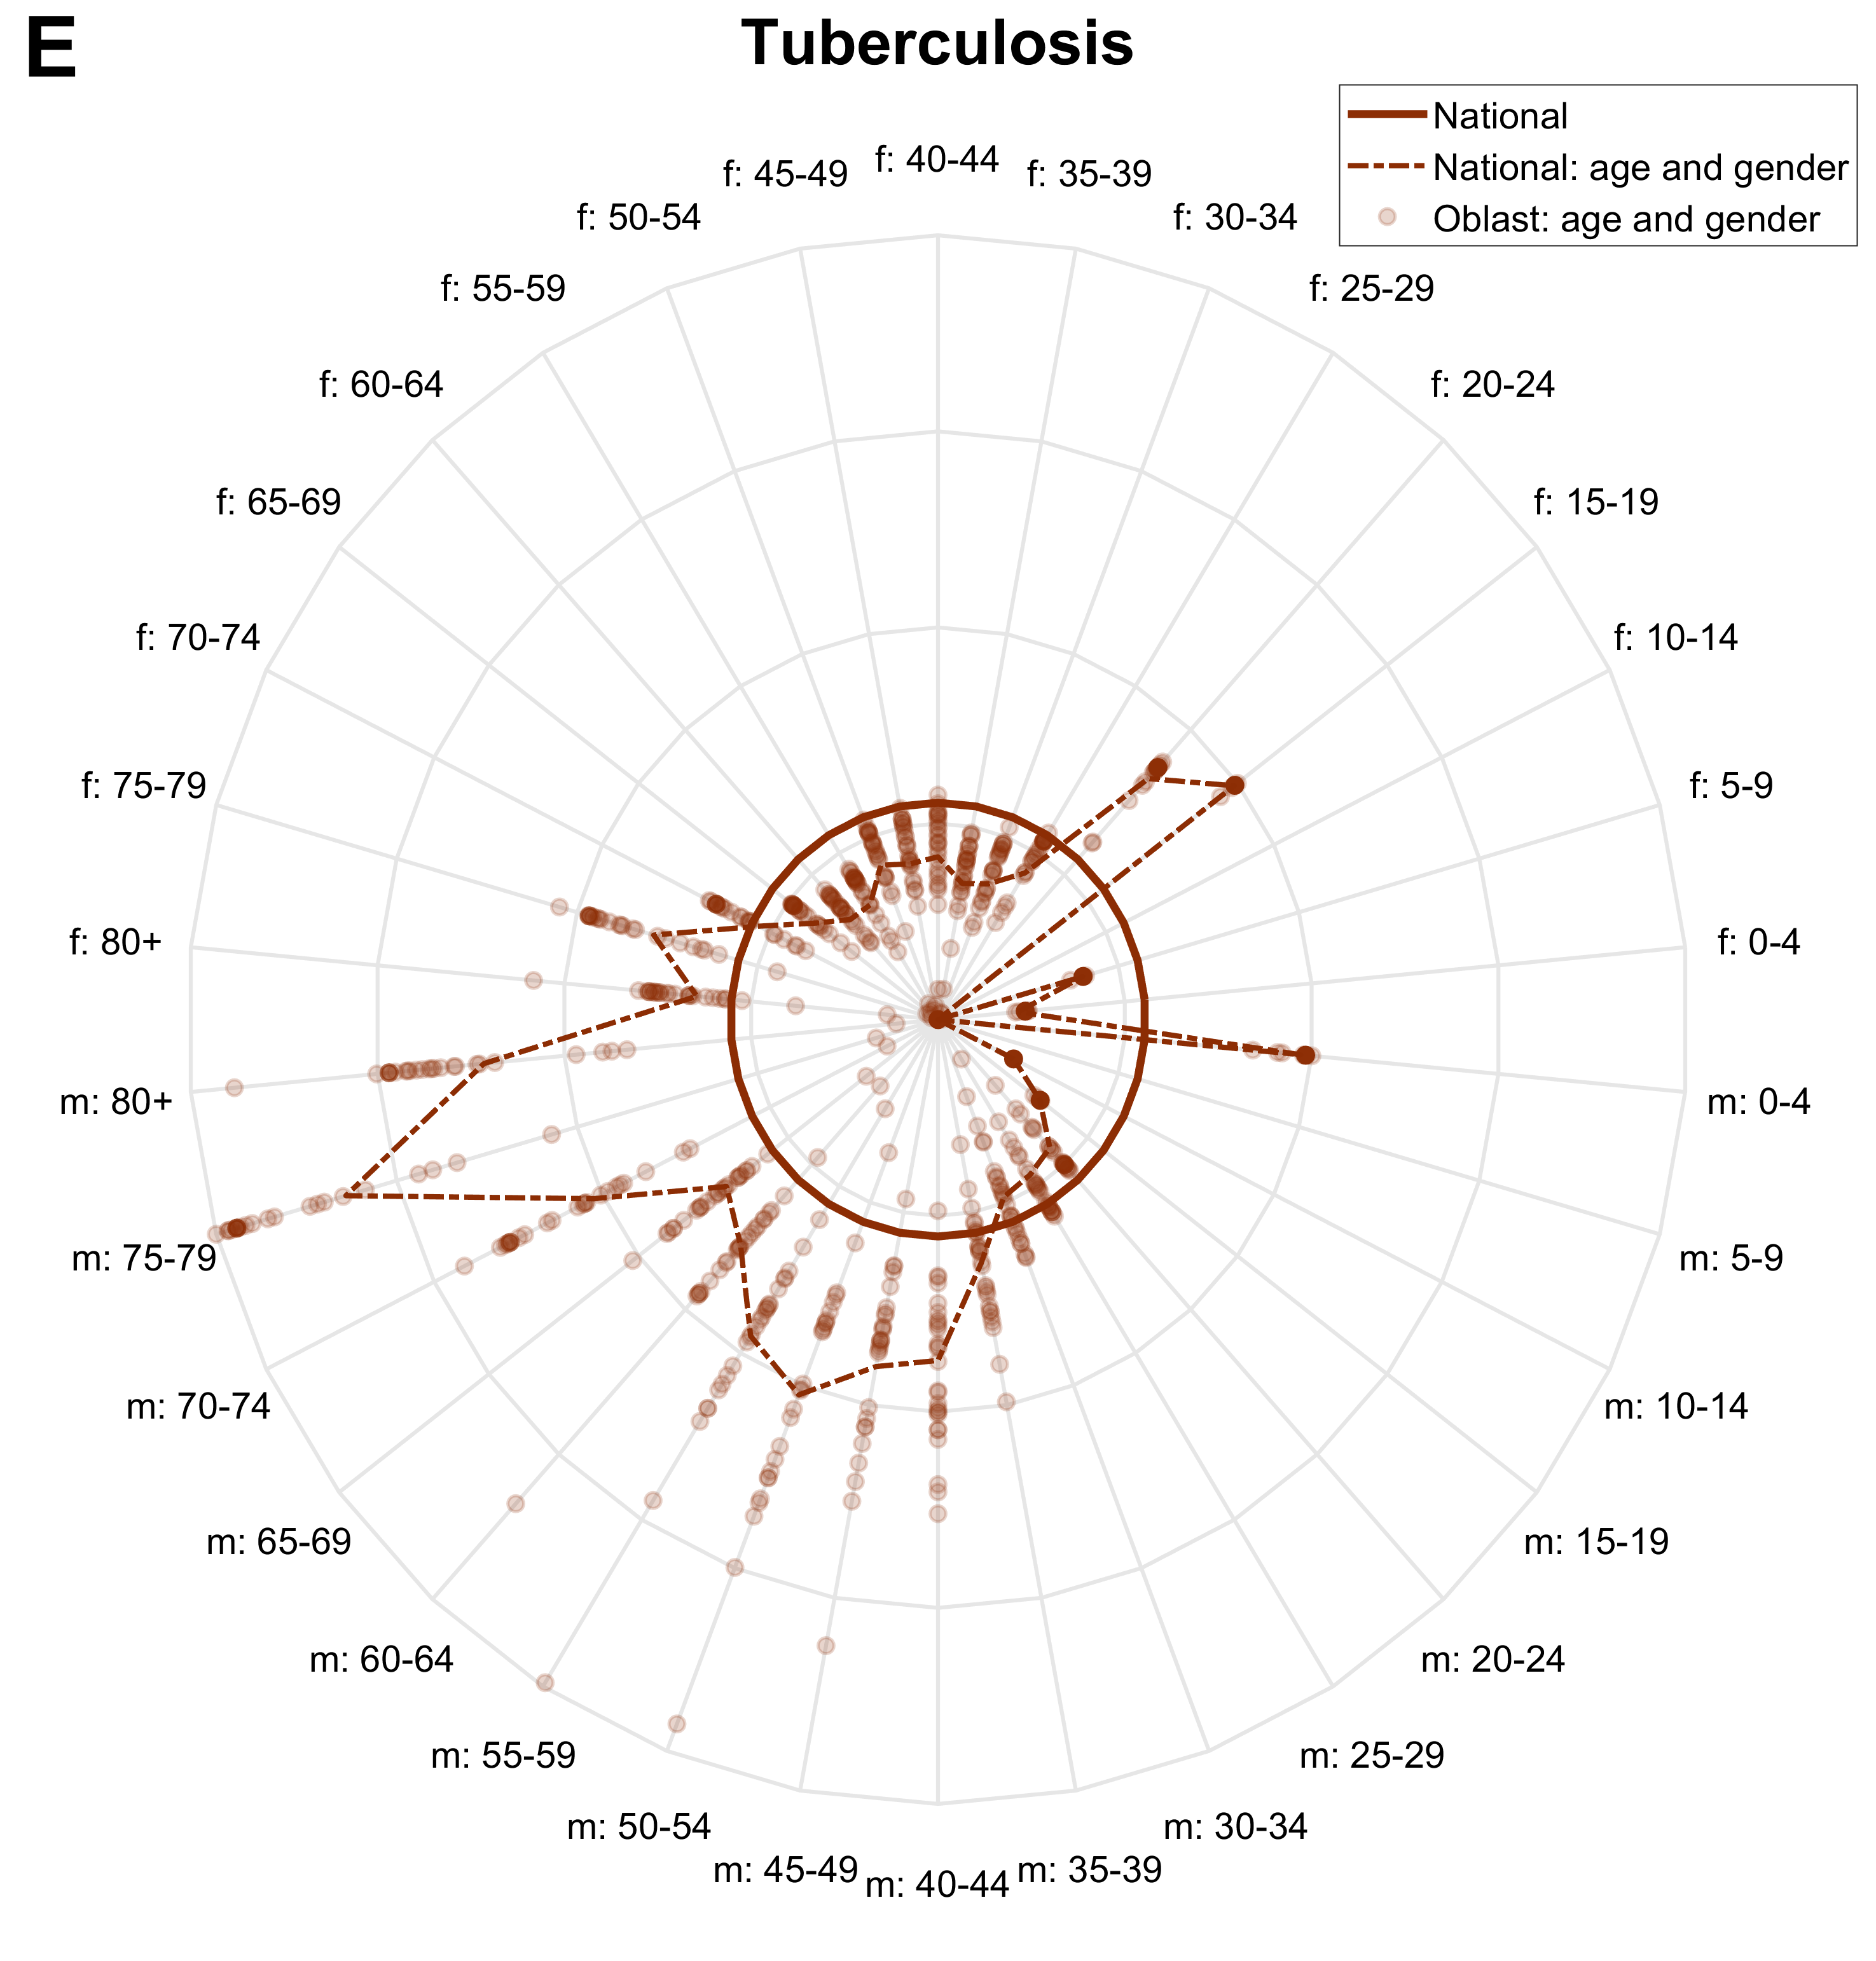 E
Tuberculosis
National
National: age and gender
Oblast: age and gender
f: 40-44
f: 45-49
f: 35-39
f: 50-54
f: 30-34
f: 55-59
f: 25-29
f: 60-64
f: 20-24
f: 65-69
f: 15-19
f: 70-74
f: 10-14
f: 75-79
f: 5-9
f: 80+
f: 0-4
m: 80+
m: 0-4
m: 75-79
m: 5-9
m: 70-74
m: 10-14
m: 65-69
m: 15-19
m: 60-64
m: 20-24
m: 55-59
m: 25-29
m: 50-54
m: 30-34
m: 45-49
m: 40-44
m: 35-39